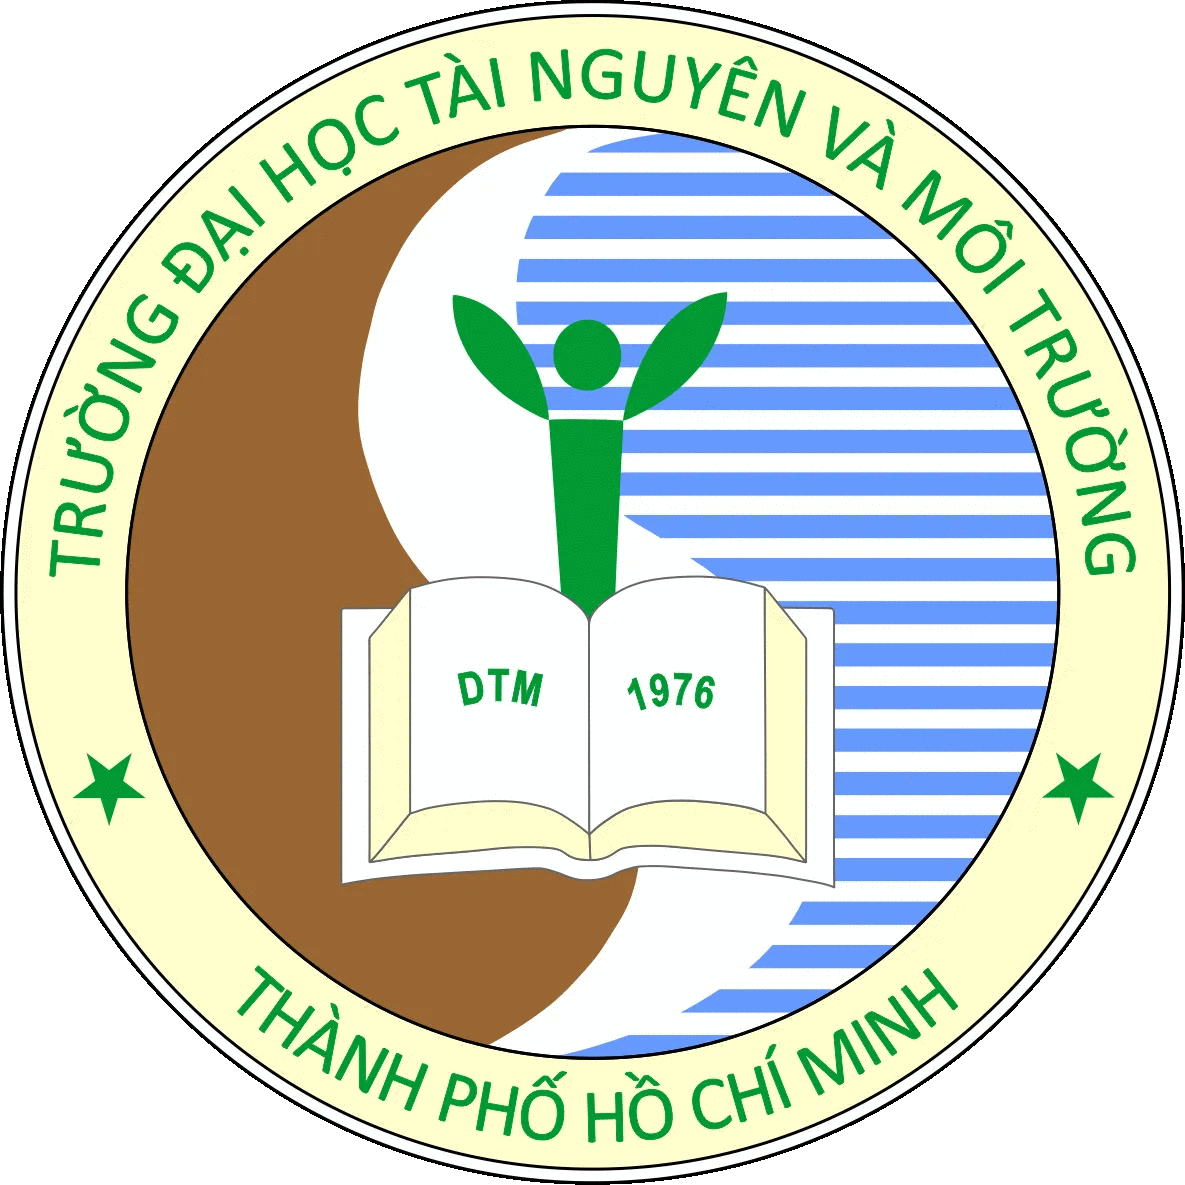 TRƯỜNG ĐẠI HỌC TÀI NGUYÊN VÀ MÔI TRƯỜNG
DTM 1976
THÀNH PHỐ HỒ CHÍ MINH